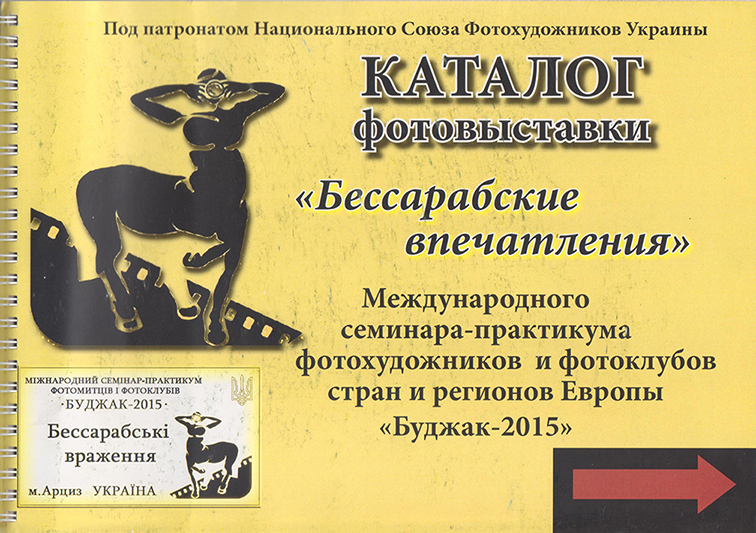 Под патронатом Национального Союза Фотохудожников Украины
КАТАЛОГ
фотовыставки
«Бессарабские
впечатления»
Международного
семинара-практикума
фотохудожников и фотоклубов
стран и регионов Европы
«Буджак-2015»
МІЖНАРОДНИЙ СЕМІНАР-ПРАКТИКУМ
ФОТОМИТЦІВ І ФОТОКЛУБІВ
·БУДЖАК-2015·
Бессарабські
враження
м.Арциз УКРАЇНА